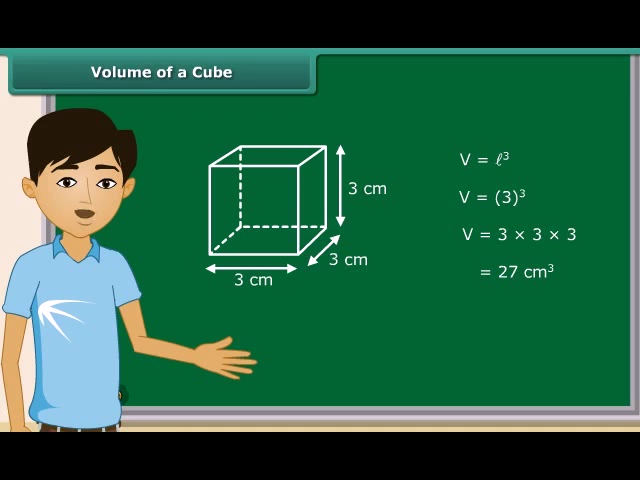 Volume of a Cube
3 cm
3 cm
3 cm
V = ℓ³
V = (3)³
V = 3 × 3 × 3
= 27 cm³